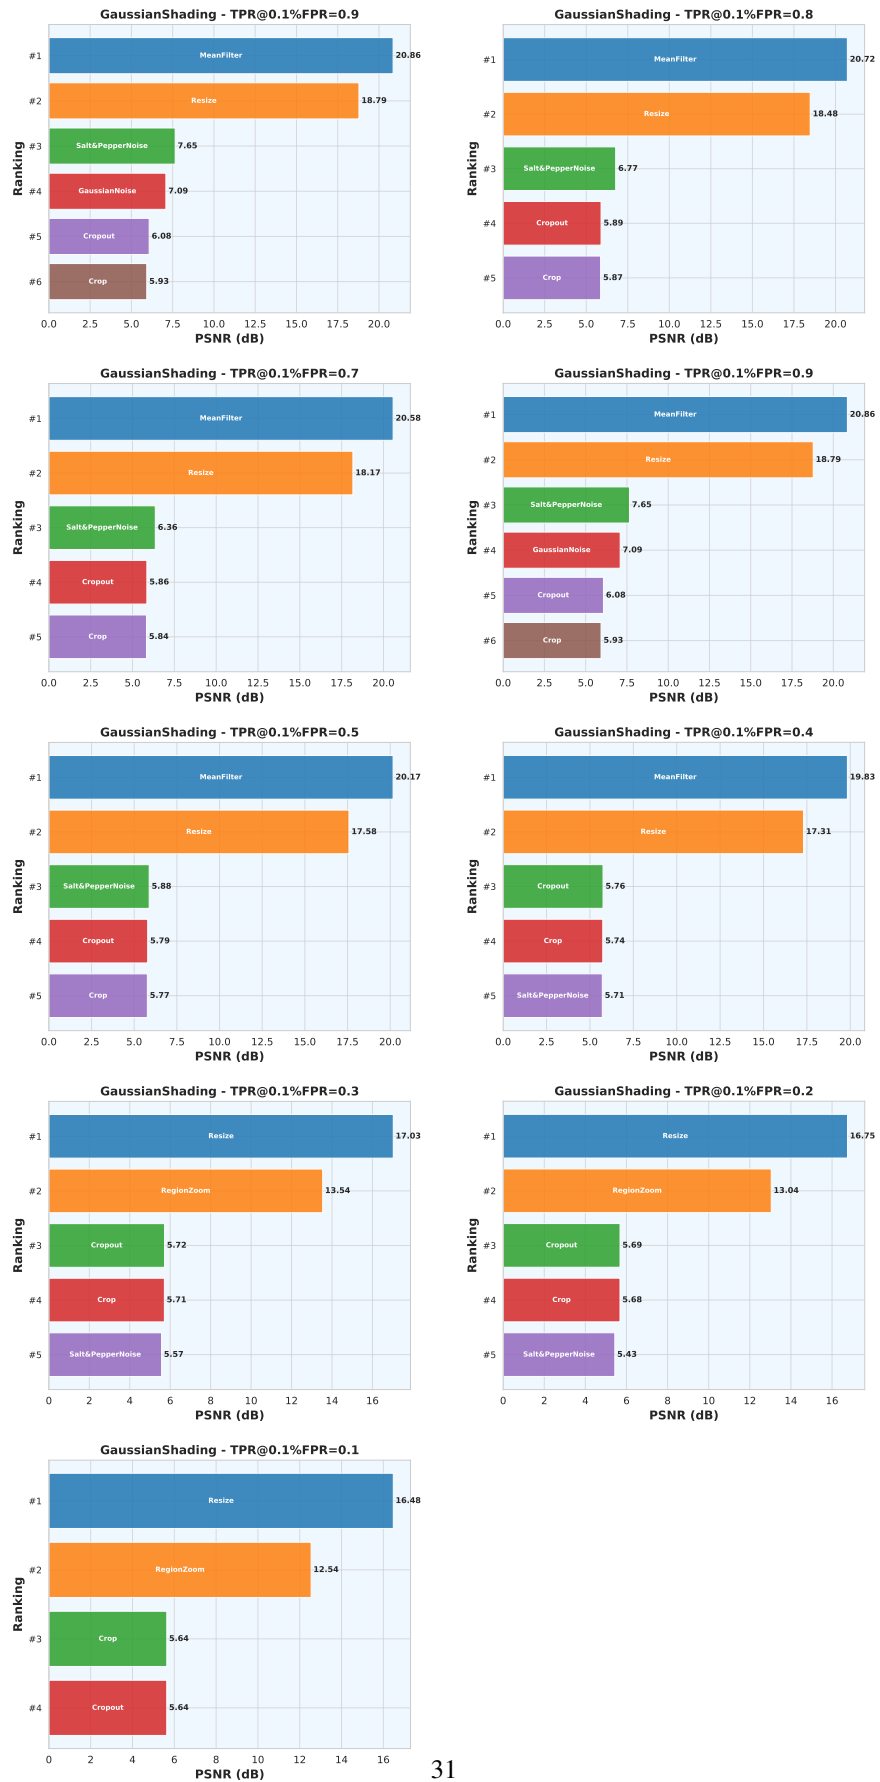 GaussianShading - TPR@0.1%FPR=0.9
Ranking
#1 MeanFilter 20.86
#2 Resize 18.79
#3 Salt&PepperNoise 7.65
#4 GaussianNoise 7.09
#5 Cropout 6.08
#6 Crop 5.93
0.0 2.5 5.0 7.5 10.0 12.5 15.0 17.5 20.0
PSNR (dB)
GaussianShading - TPR@0.1%FPR=0.8
Ranking
#1 MeanFilter 20.72
#2 Resize 18.48
#3 Salt&PepperNoise 6.77
#4 Cropout 5.89
#5 Crop 5.87
0.0 2.5 5.0 7.5 10.0 12.5 15.0 17.5 20.0
PSNR (dB)
GaussianShading - TPR@0.1%FPR=0.7
Ranking
#1 MeanFilter 20.58
#2 Resize 18.17
#3 Salt&PepperNoise 6.36
#4 Cropout 5.86
#5 Crop 5.84
0.0 2.5 5.0 7.5 10.0 12.5 15.0 17.5 20.0
PSNR (dB)
GaussianShading - TPR@0.1%FPR=0.9
Ranking
#1 MeanFilter 20.86
#2 Resize 18.79
#3 Salt&PepperNoise 7.65
#4 GaussianNoise 7.09
#5 Cropout 6.08
#6 Crop 5.93
0.0 2.5 5.0 7.5 10.0 12.5 15.0 17.5 20.0
PSNR (dB)
GaussianShading - TPR@0.1%FPR=0.5
Ranking
#1 MeanFilter 20.17
#2 Resize 17.58
#3 Salt&PepperNoise 5.88
#4 Cropout 5.79
#5 Crop 5.77
0.0 2.5 5.0 7.5 10.0 12.5 15.0 17.5 20.0
PSNR (dB)
GaussianShading - TPR@0.1%FPR=0.4
Ranking
#1 MeanFilter 19.83
#2 Resize 17.31
#3 Cropout 5.76
#4 Crop 5.74
#5 Salt&PepperNoise 5.71
0.0 2.5 5.0 7.5 10.0 12.5 15.0 17.5 20.0
PSNR (dB)
GaussianShading - TPR@0.1%FPR=0.3
Ranking
#1 Resize 17.03
#2 RegionZoom 13.54
#3 Cropout 5.72
#4 Crop 5.71
#5 Salt&PepperNoise 5.57
0 2 4 6 8 10 12 14 16
PSNR (dB)
GaussianShading - TPR@0.1%FPR=0.2
Ranking
#1 Resize 16.75
#2 RegionZoom 13.04
#3 Cropout 5.69
#4 Crop 5.68
#5 Salt&PepperNoise 5.43
0 2 4 6 8 10 12 14 16
PSNR (dB)
GaussianShading - TPR@0.1%FPR=0.1
Ranking
#1 Resize 16.48
#2 RegionZoom 12.54
#3 Crop 5.64
#4 Cropout 5.64
0 2 4 6 8 10 12 14 16
PSNR (dB)
31